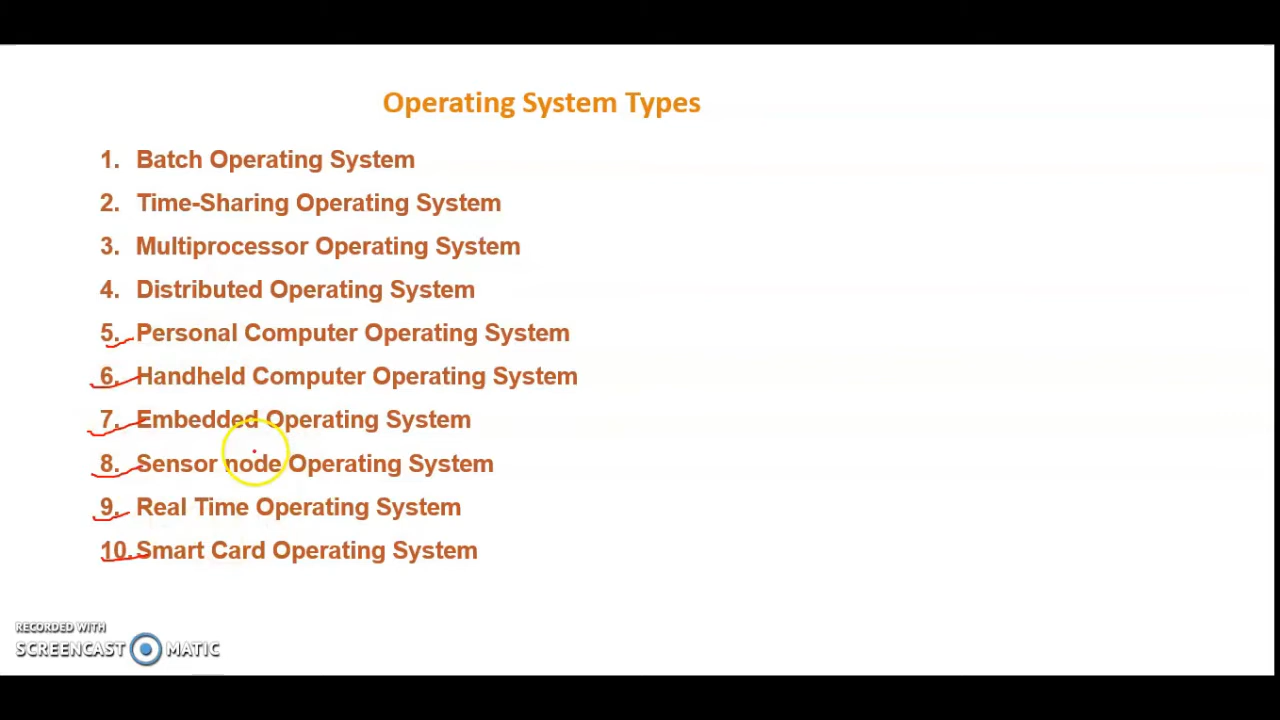 Operating System Types
1. Batch Operating System
2. Time-Sharing Operating System
3. Multiprocessor Operating System
4. Distributed Operating System
5. Personal Computer Operating System
6. Handheld Computer Operating System
7. Embedded Operating System
8. Sensor node Operating System
9. Real Time Operating System
10. Smart Card Operating System
RECORDED WITH
SCREENCAST MATIC